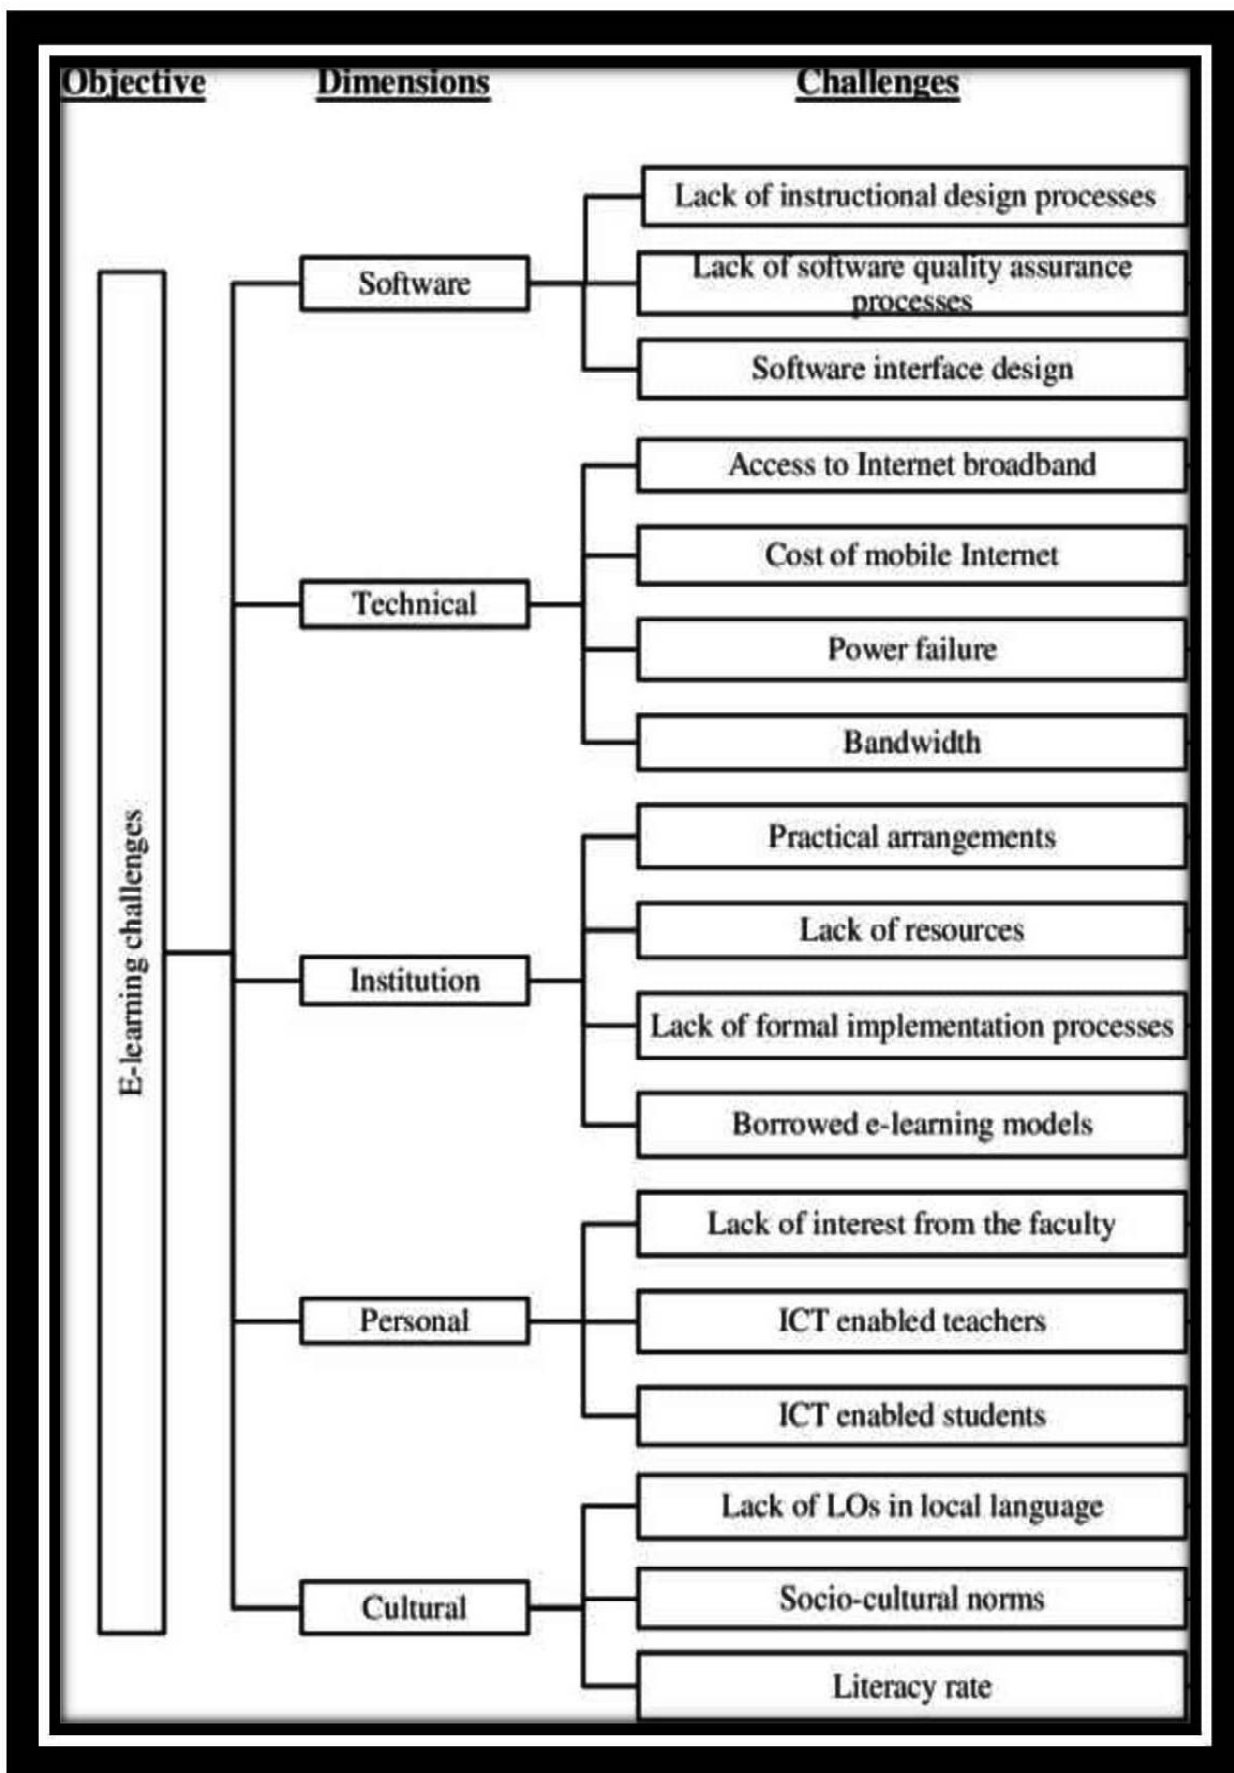 Objective Dimensions Challenges
E-learning challenges
Software
Lack of instructional design processes
Lack of software quality assurance
processes
Software interface design
Technical
Access to Internet broadband
Cost of mobile Internet
Power failure
Bandwidth
Institution
Practical arrangements
Lack of resources
Lack of formal implementation processes
Borrowed e-learning models
Personal
Lack of interest from the faculty
ICT enabled teachers
ICT enabled students
Cultural
Lack of LOs in local language
Socio-cultural norms
Literacy rate